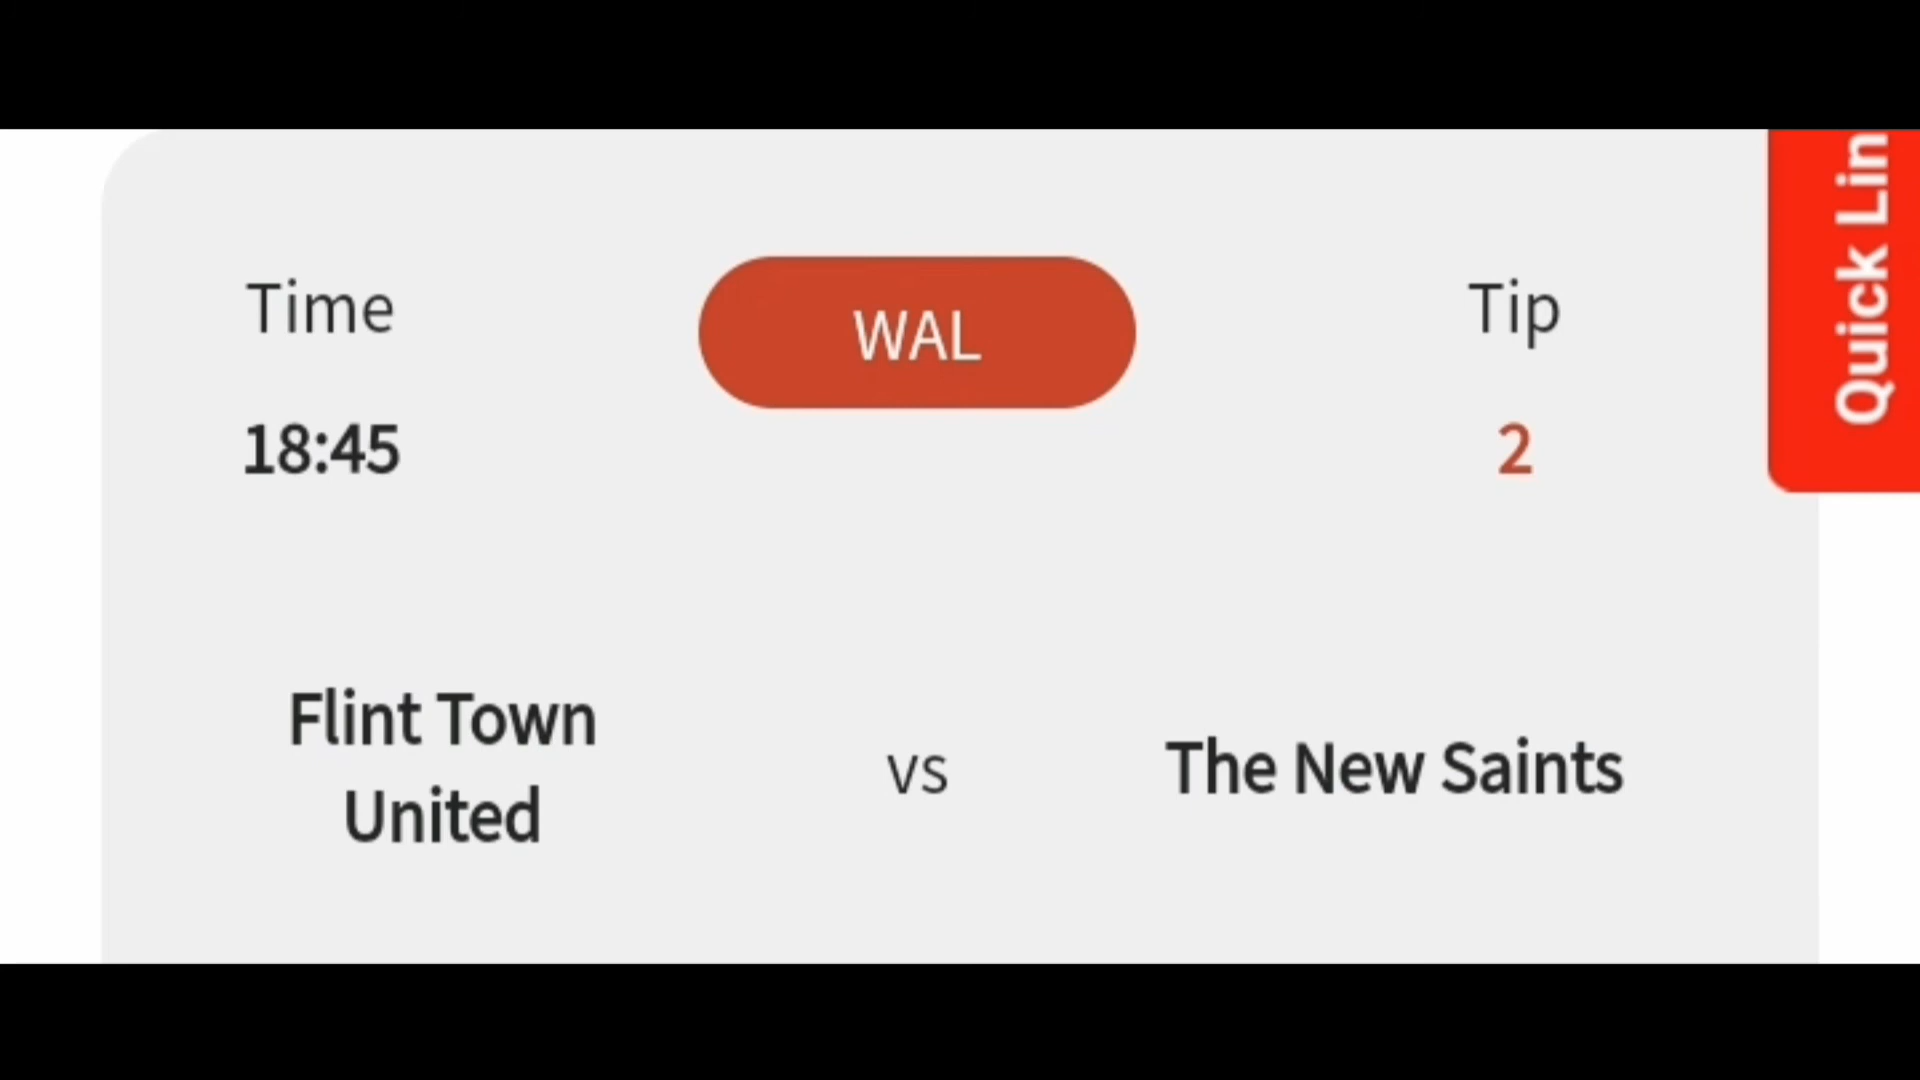 Time
WAL
Tip
18:45
2
Quick Lin
Flint Town
United
vs
The New Saints